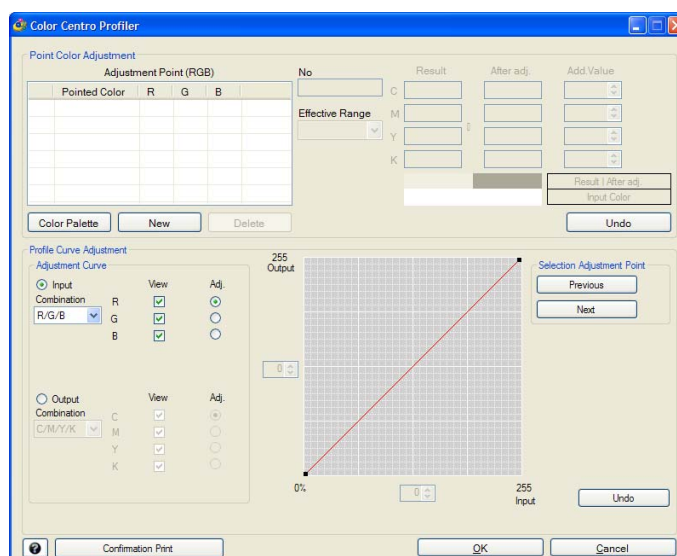 Color Centro Profiler
Point Color Adjustment
Adjustment Point (RGB)
Pointed Color R G B
No
Effective Range
Result After adj. Add.Value
C
M
Y
K
Result | After adj.
Input Color
Color Palette New Delete
Undo
Profile Curve Adjustment
Adjustment Curve
Input View Adj.
Combination R
R/G/B G
B
Output View Adj.
Combination C
C/M/Y/K M
Y
K
255
Output
0
0% 0 255
Input
Selection Adjustment Point
Previous
Next
Undo
? Confirmation Print OK Cancel